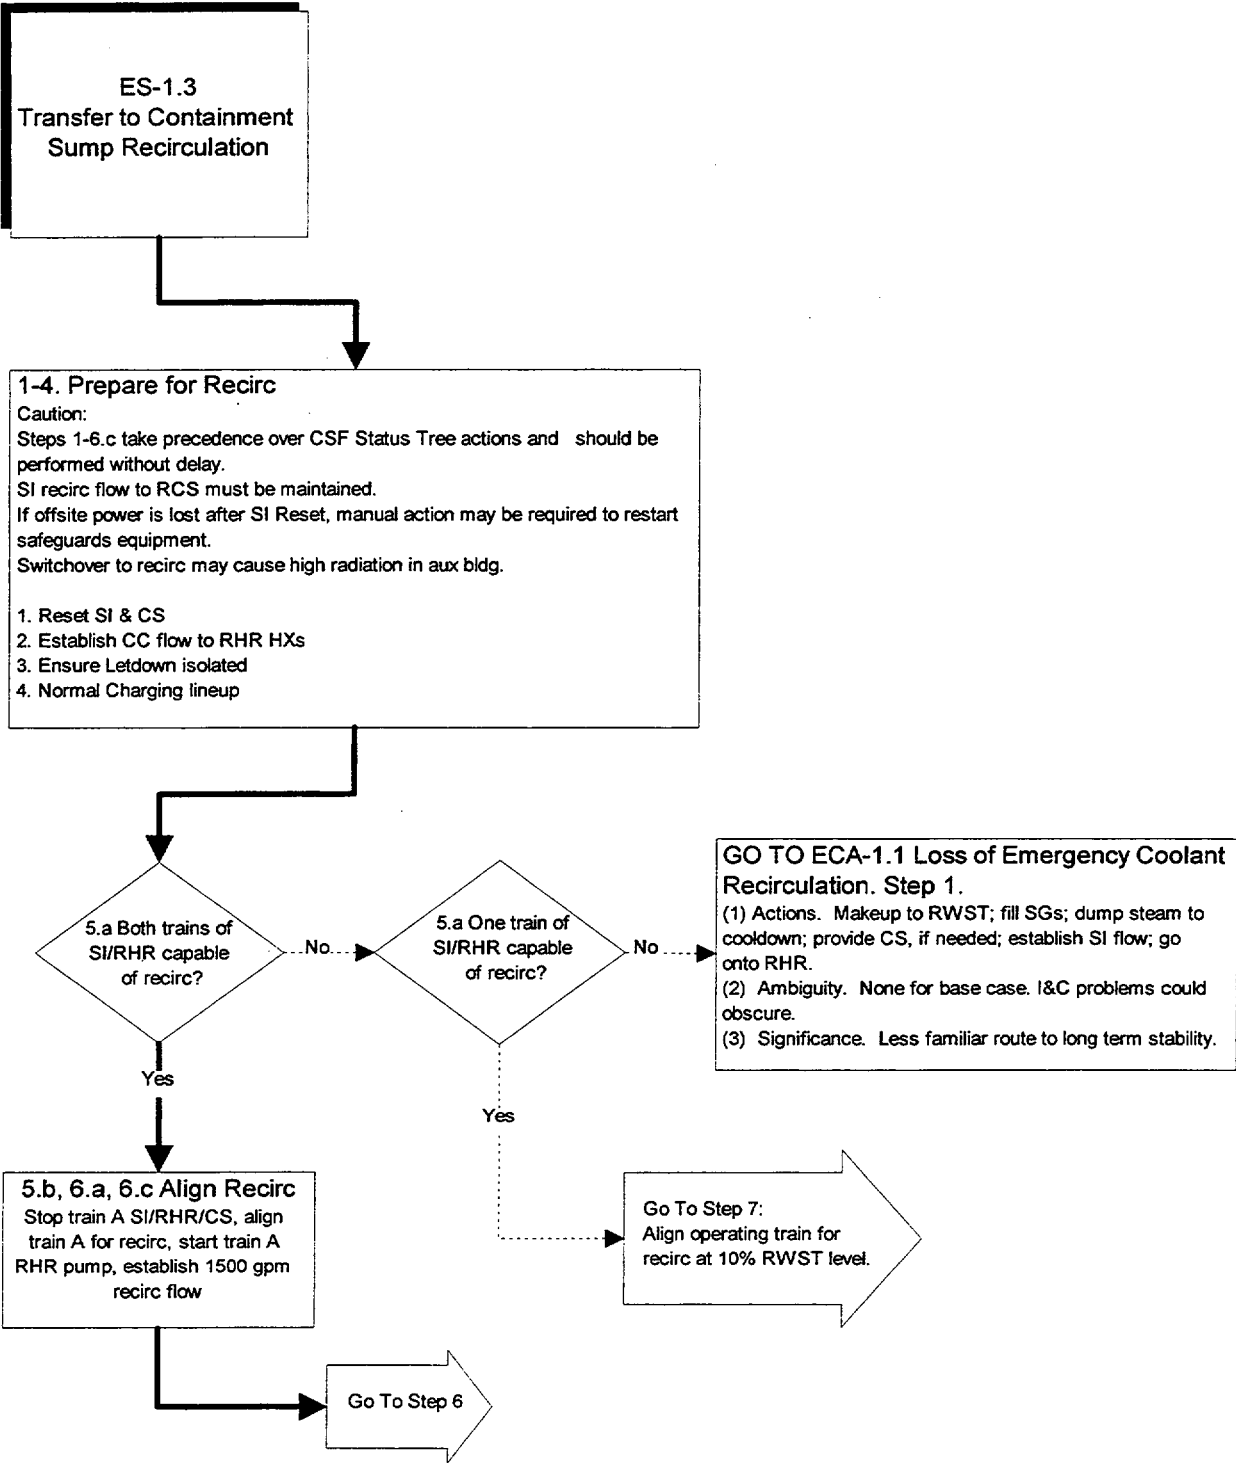 ES-1.3
Transfer to Containment
Sump Recirculation
1-4. Prepare for Recirc
Caution:
Steps 1-6.c take precedence over CSF Status Tree actions and should be
performed without delay.
SI recirc flow to RCS must be maintained.
If offsite power is lost after SI Reset, manual action may be required to restart
safeguards equipment.
Switchover to recirc may cause high radiation in aux bldg.
1. Reset SI & CS
2. Establish CC flow to RHR HXs
3. Ensure Letdown isolated
4. Normal Charging lineup
5.a Both trains of
SI/RHR capable
of recirc?
No
5.a One train of
SI/RHR capable
of recirc?
No
GO TO ECA-1.1 Loss of Emergency Coolant
Recirculation. Step 1.
(1) Actions. Makeup to RWST; fill SGs; dump steam to
cooldown; provide CS, if needed; establish SI flow; go
onto RHR.
(2) Ambiguity. None for base case. I&C problems could
obscure.
(3) Significance. Less familiar route to long term stability.
Yes
Yes
5.b, 6.a, 6.c Align Recirc
Stop train A SI/RHR/CS, align
train A for recirc, start train A
RHR pump, establish 1500 gpm
recirc flow
Go To Step 7:
Align operating train for
recirc at 10% RWST level.
Go To Step 6